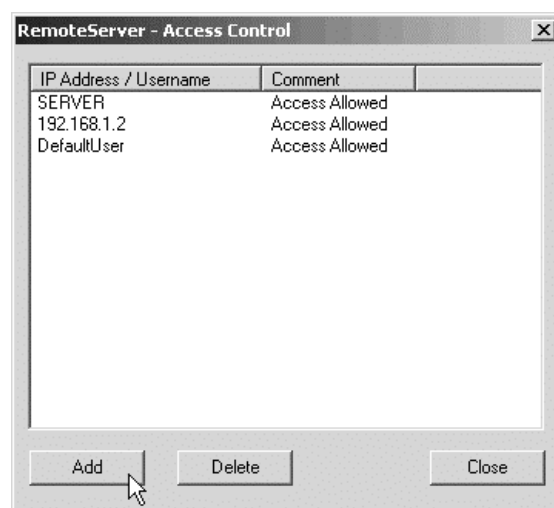 RemoteServer - Access Control
IP Address / Username Comment
SERVER Access Allowed
192.168.1.2 Access Allowed
DefaultUser Access Allowed
Add Delete Close